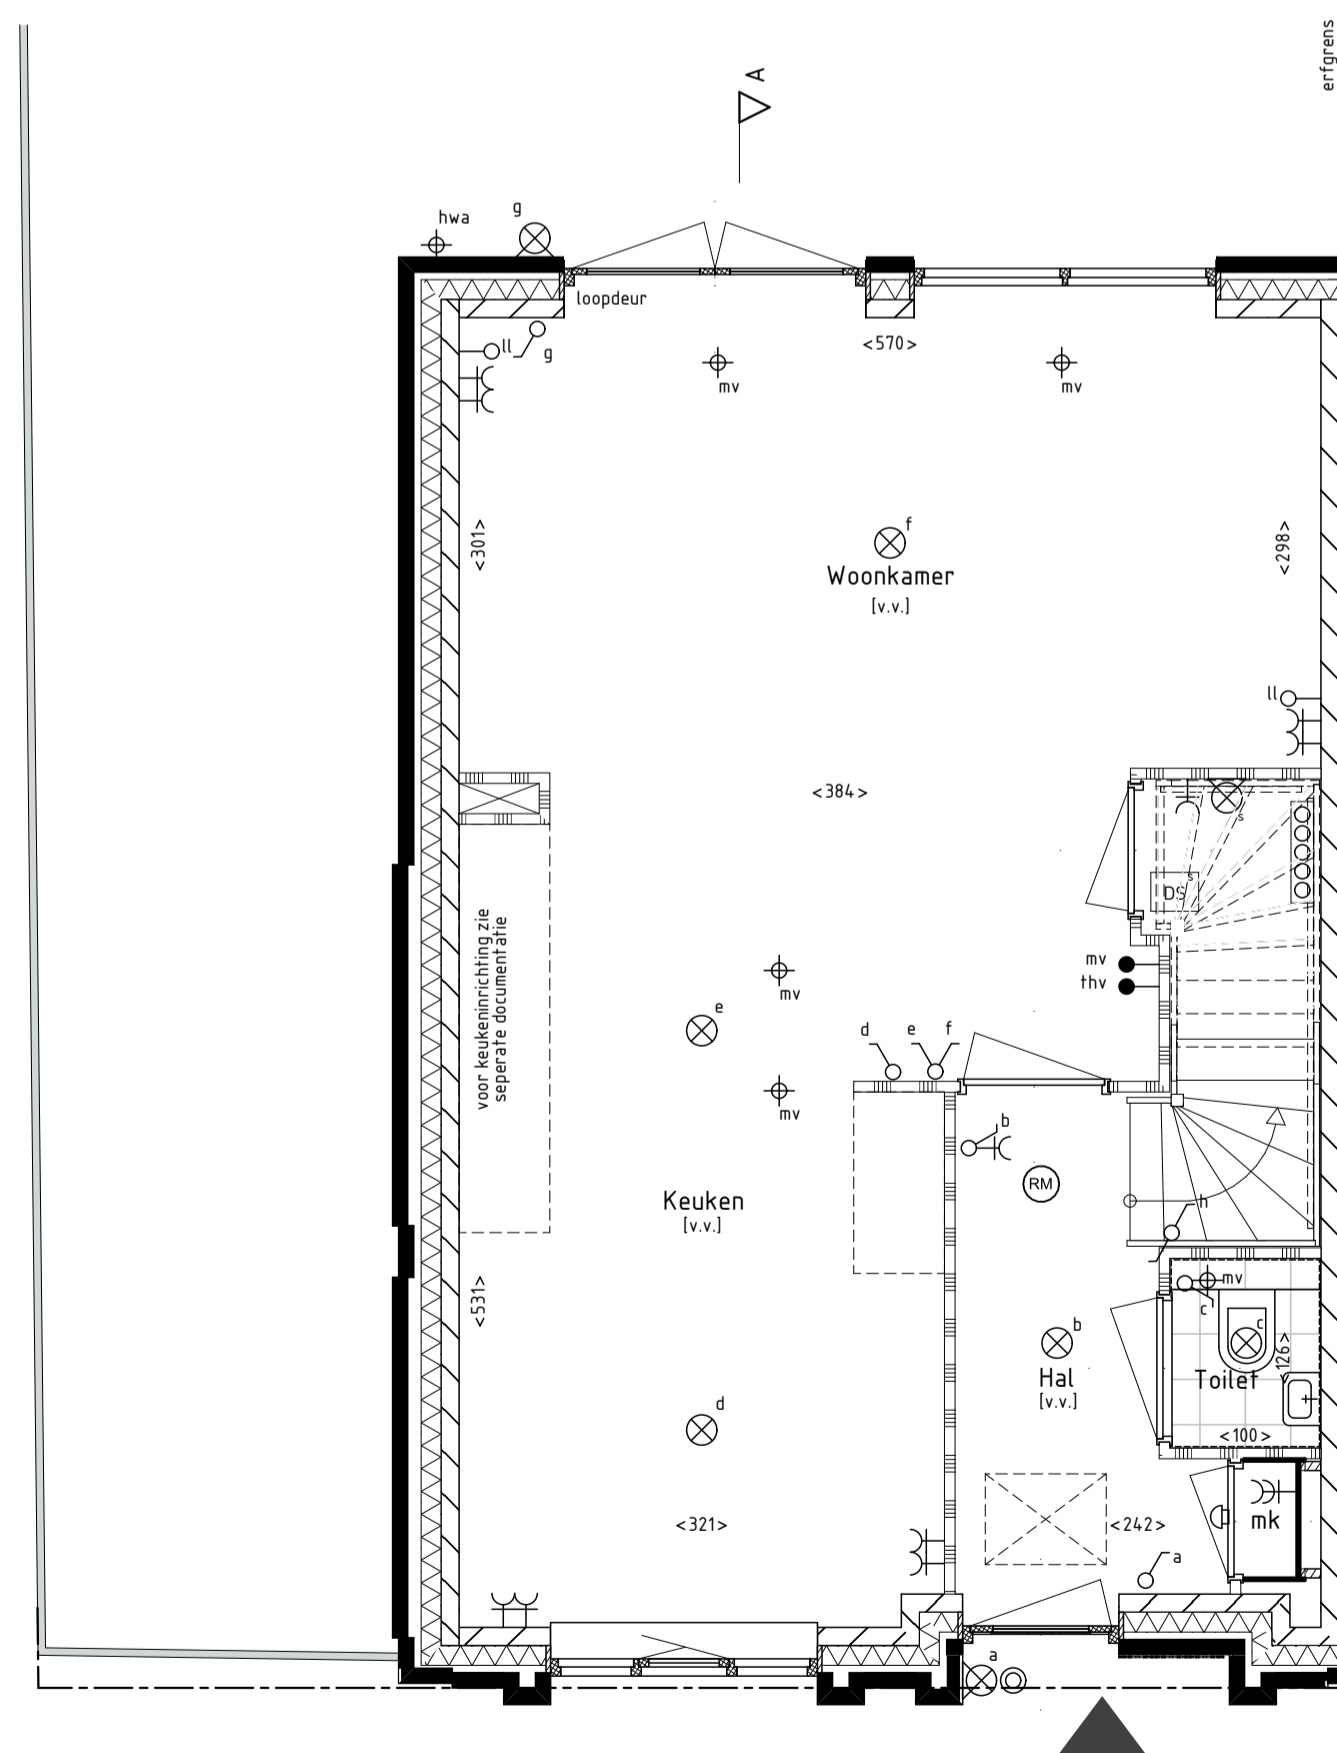 erfgrens
A
hwa
g
loopdeur
ll
g
<570>
mv
mv
<301>
f
Woonkamer
[v.v.]
<298>
ll
<384>
s
s
DS
voor keukeninrichting zie
seperate documentatie
mv
thv
mv
e
d
e
f
mv
b
RM
Keuken
[v.v.]
h
mv
c
<531>
b
Hal
[v.v.]
c
<126>
Toilet
<100>
d
<321>
<242>
mk
a
a